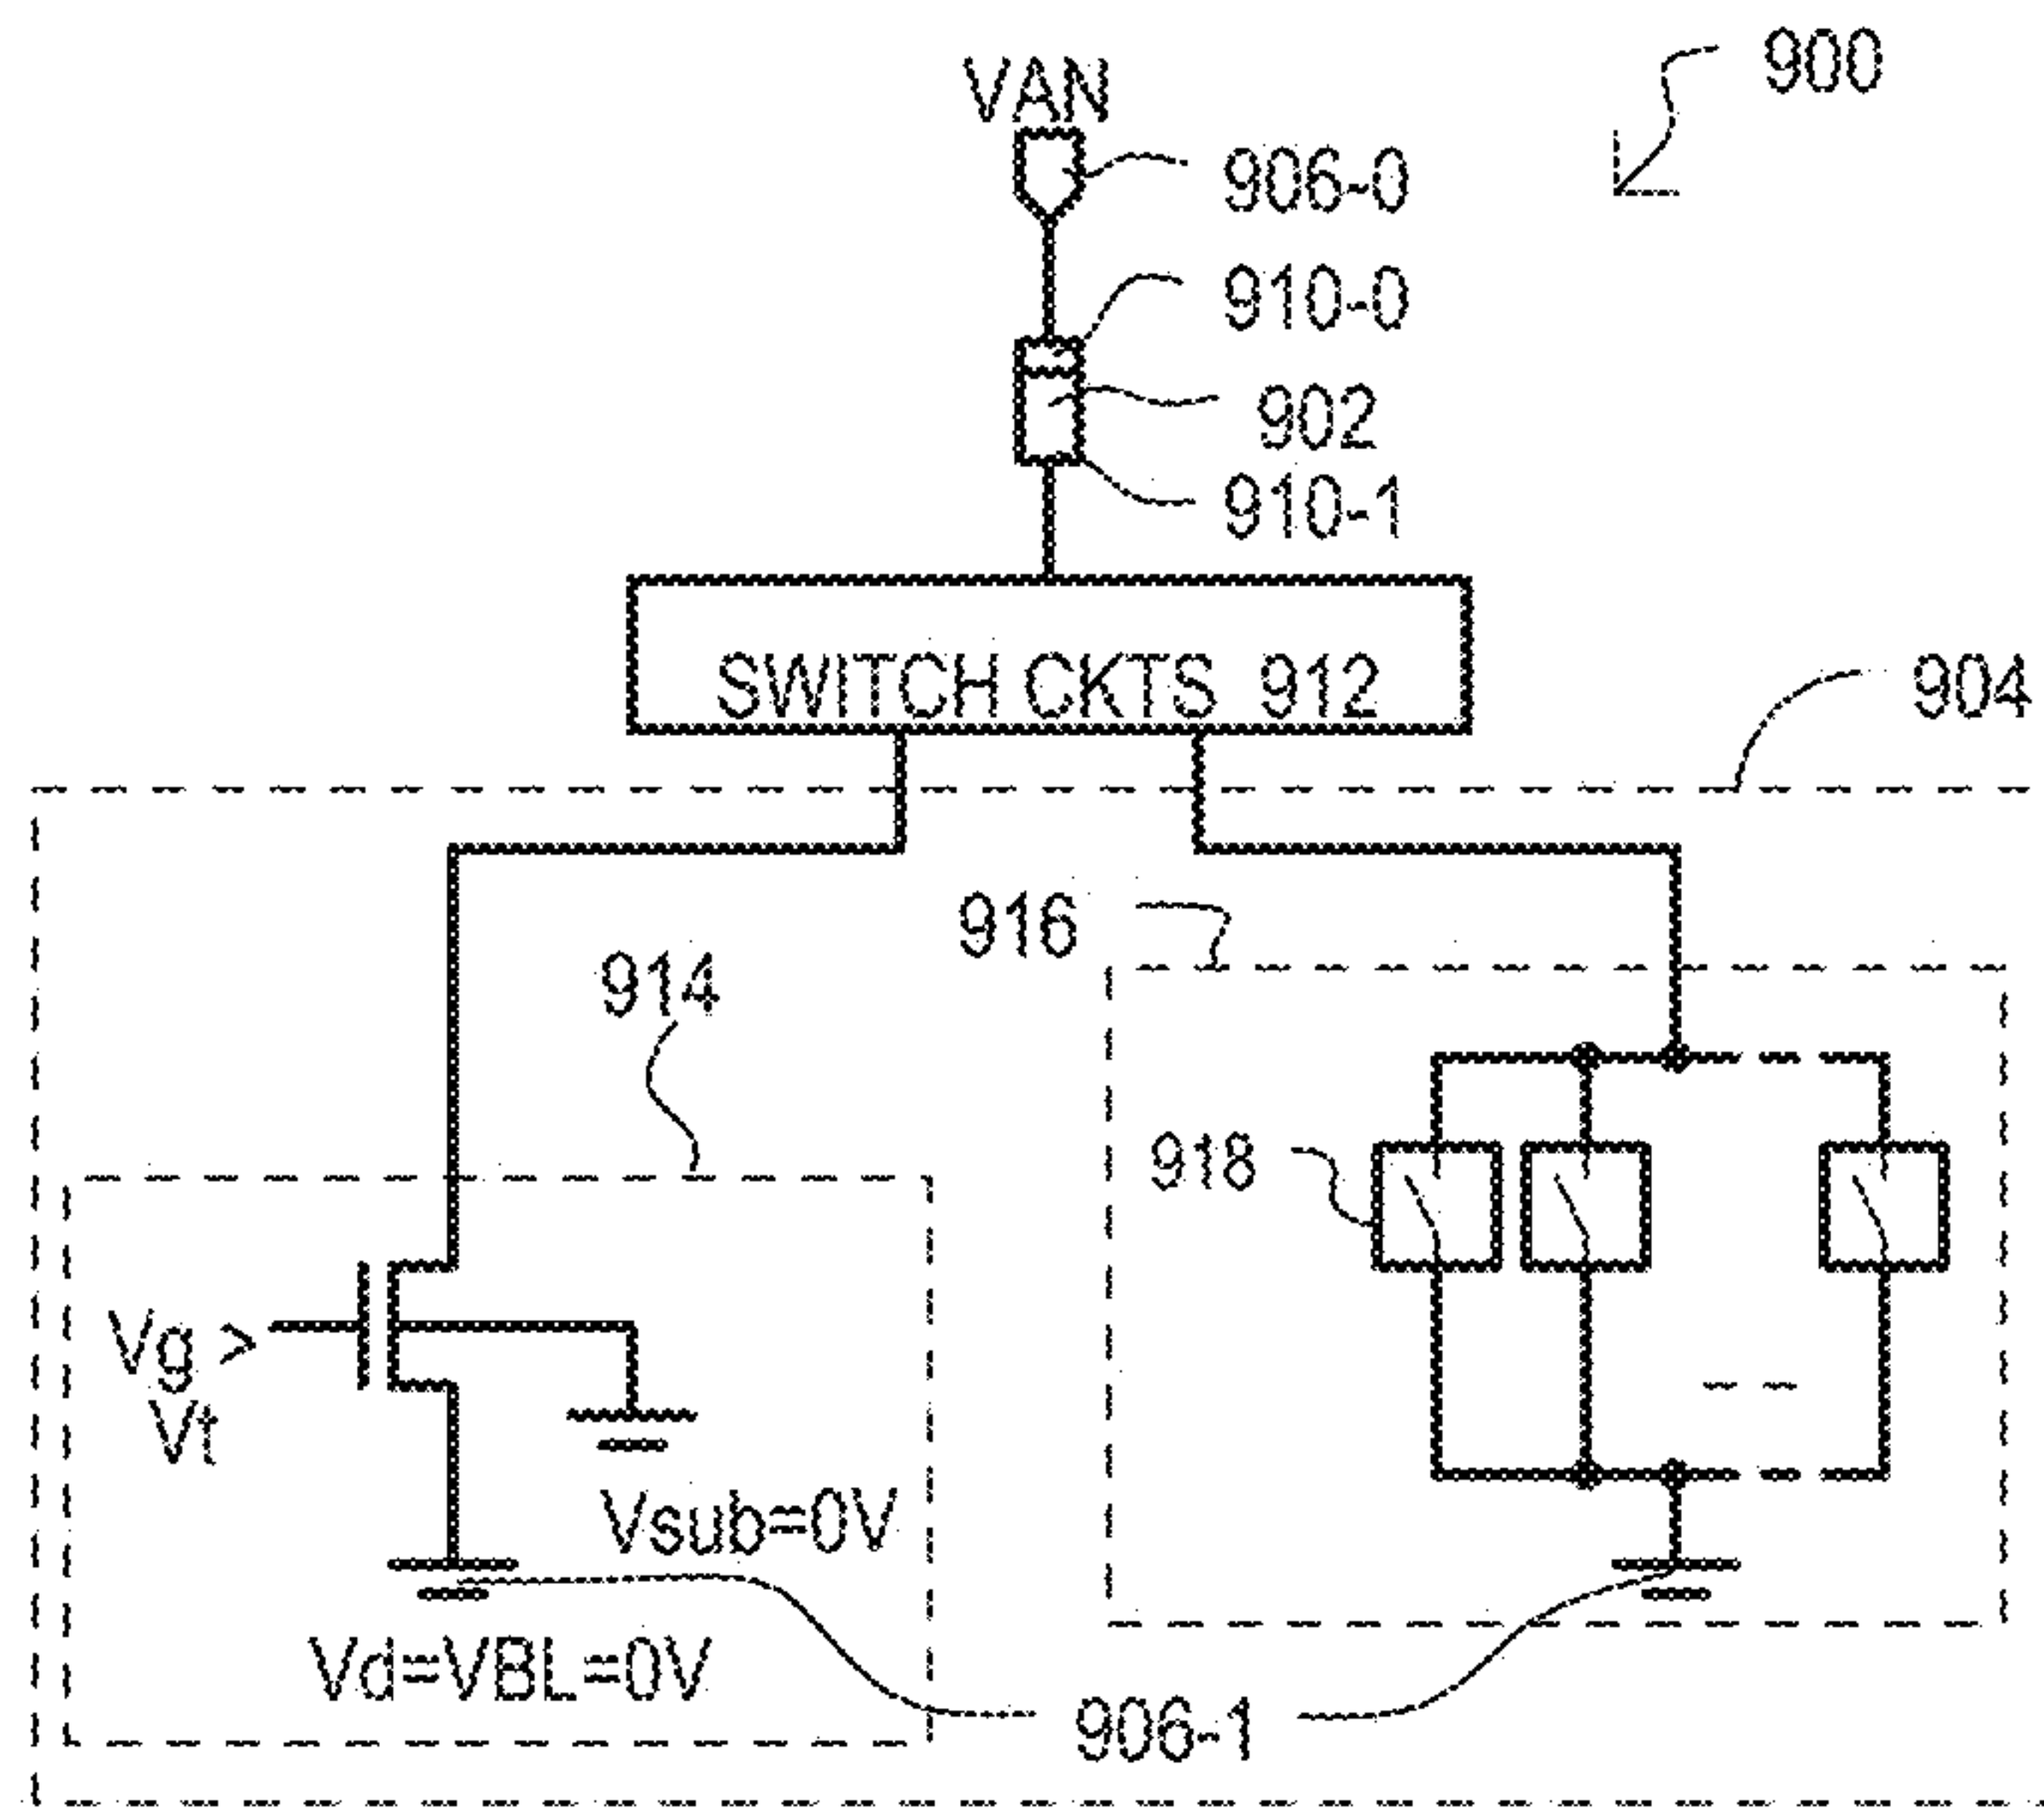 VAN
900
906-0
910-0
902
910-1
SWITCH CKTS 912
904
916
914
918
Vg >
Vt
Vsub=0V
Vd=VBL=0V
906-1